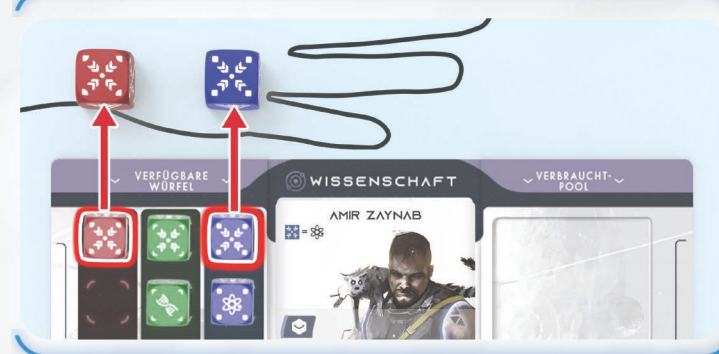 VERFÜGBARE
WÜRFEL
WISSENSCHAFT
VERBRAUCHT-
POOL
AMIR ZAYNAB
=